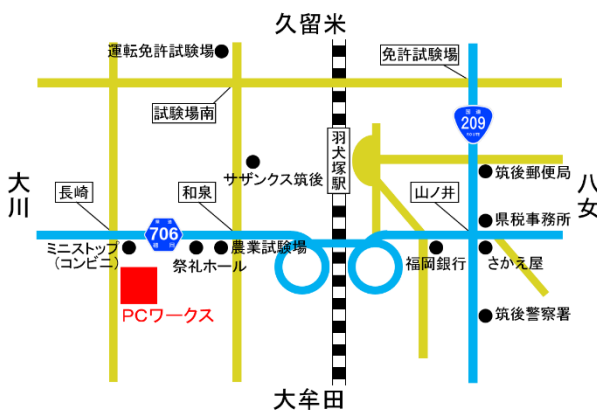 久留米
運転免許試験場
免許試験場
試験場南
209
羽犬塚駅
大川
八女
サザンクス筑後
筑後郵便局
長崎
和泉
山ノ井
県税事務所
706
ミニストップ
(コンビニ)
祭礼ホール
農業試験場
福岡銀行
さかえ屋
PCワークス
筑後警察署
大牟田